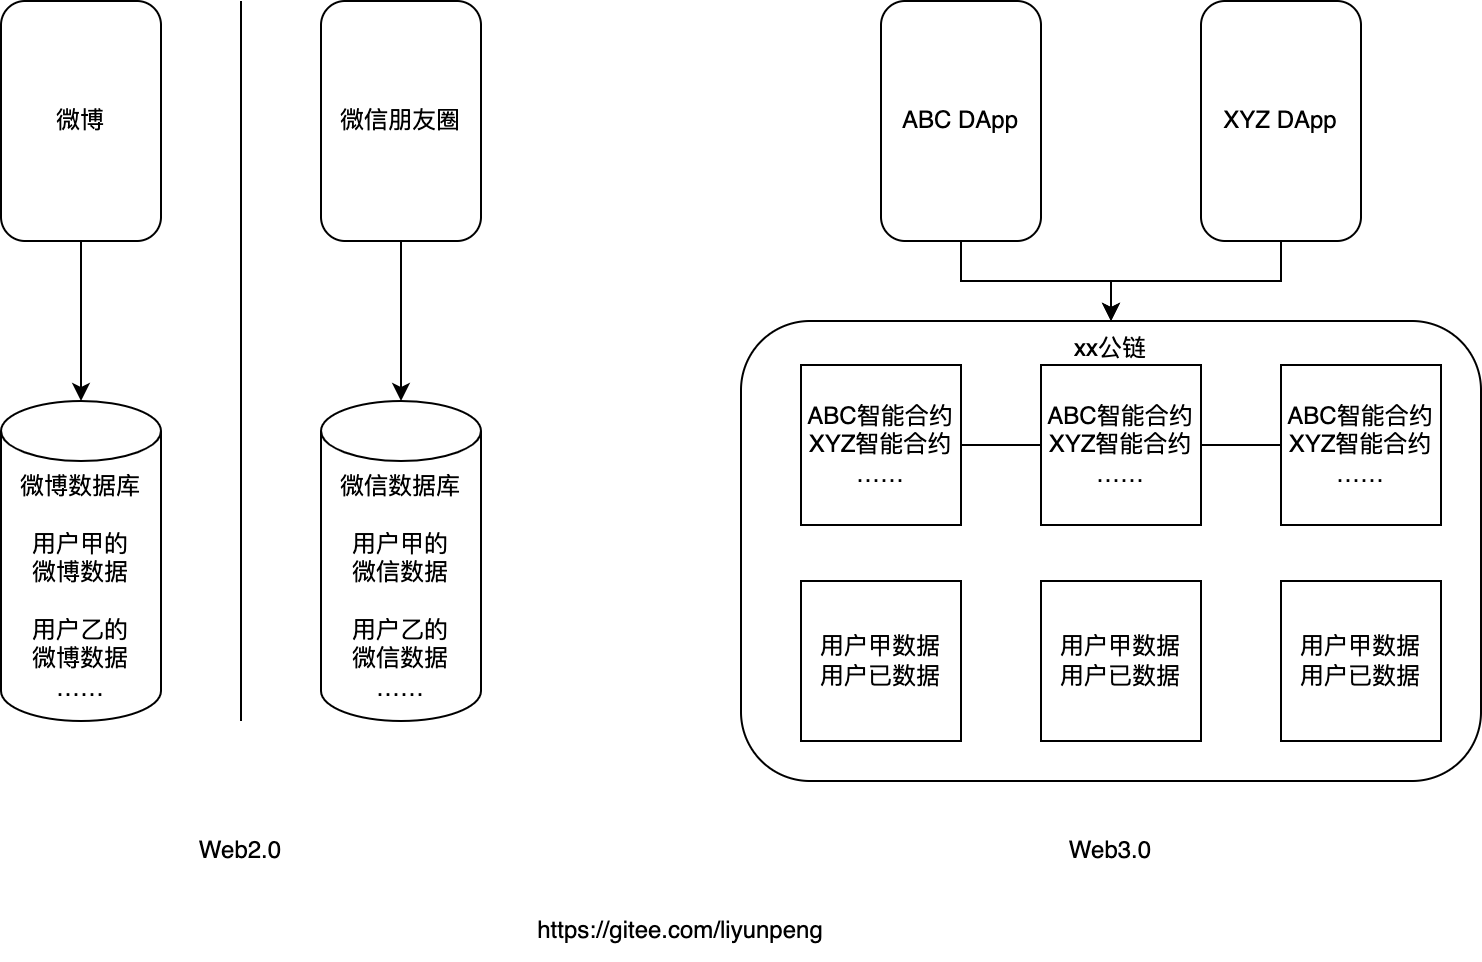 微博
微信朋友圈
ABC DApp
XYZ DApp
xx公链
ABC智能合约
XYZ智能合约
……
ABC智能合约
XYZ智能合约
……
ABC智能合约
XYZ智能合约
……
微博数据库
用户甲的
微博数据
用户乙的
微博数据
……
微信数据库
用户甲的
微信数据
用户乙的
微信数据
……
用户甲数据
用户已数据
用户甲数据
用户已数据
用户甲数据
用户已数据
Web2.0
Web3.0
https://gitee.com/liyunpeng